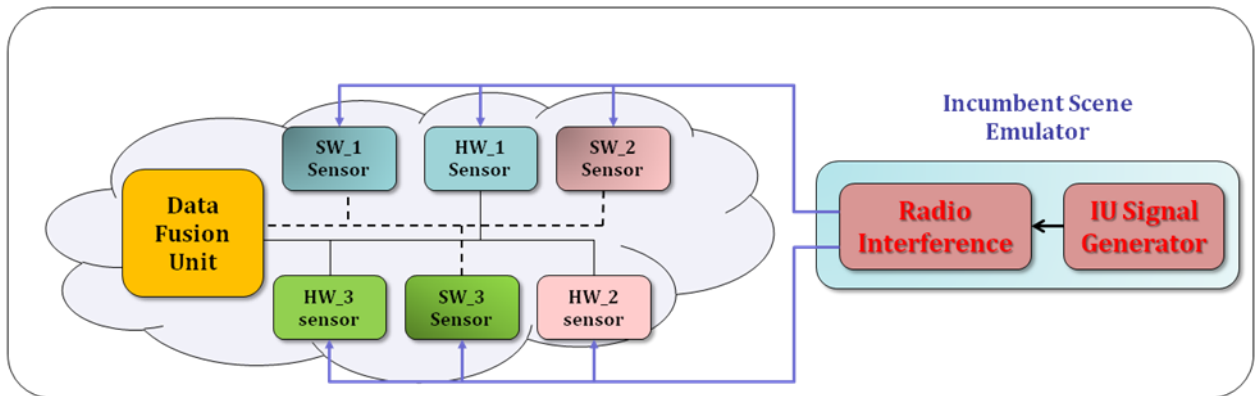 Incumbent Scene
Emulator
SW_1
Sensor
HW_1
Sensor
SW_2
Sensor
Data
Fusion
Unit
Radio
Interference
IU Signal
Generator
HW_3
sensor
SW_3
Sensor
HW_2
sensor